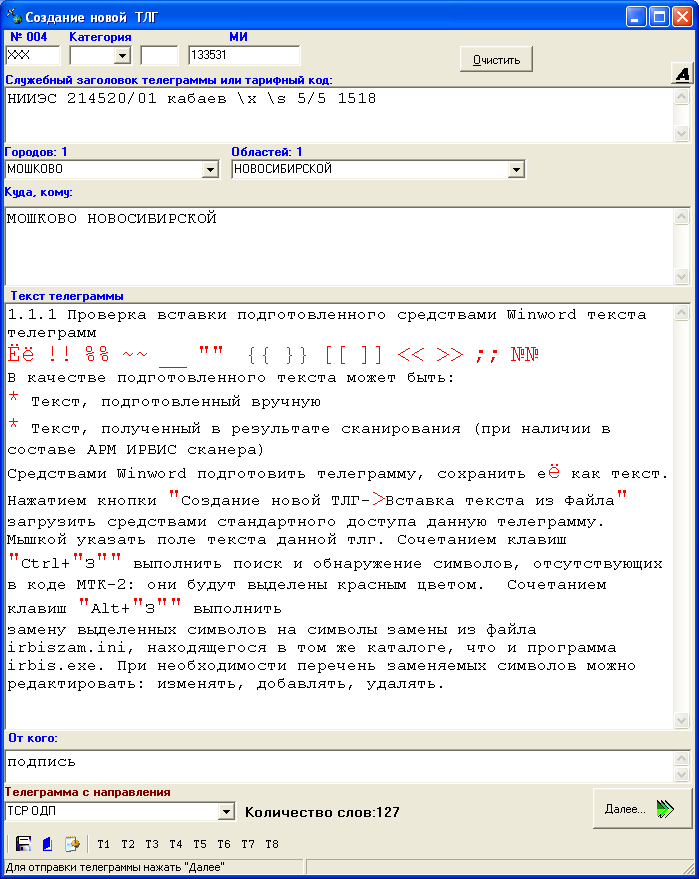 Создание новой ТЛГ
№ 004 Категория МИ
XXX 133531
Очистить
Служебный заголовок телеграммы или тарифный код:
A
НИИЭС 214520/01 кабаев \x \s 5/5 1518
Городов: 1 Областей: 1
МОШКОВО НОВОСИБИРСКОЙ
Куда, кому:
МОШКОВО НОВОСИБИРСКОЙ
Текст телеграммы
1.1.1 Проверка вставки подготовленного средствами Winword текста
телеграмм
Ёё !! %% ~~ __ "" {{ }} [[ ]] << >> ;; №№
В качестве подготовленного текста может быть:
* Текст, подготовленный вручную
* Текст, полученный в результате сканирования (при наличии в
составе АРМ ИРБИС сканера)
Средствами Winword подготовить телеграмму, сохранить её как текст.
Нажатием кнопки "Создание новой ТЛГ->Вставка текста из Файла"
загрузить средствами стандартного доступа данную телеграмму.
Мышкой указать поле текста данной тлг. Сочетанием клавиш
"Ctrl+"З"" выполнить поиск и обнаружение символов, отсутствующих
в коде МТК-2: они будут выделены красным цветом. Сочетанием
клавиш "Alt+"З"" выполнить
замену выделенных символов на символы замены из файла
irbiszam.ini, находящегося в том же каталоге, что и программа
irbis.exe. При необходимости перечень заменяемых символов можно
редактировать: изменять, добавлять, удалять.
От кого:
подпись
Телеграмма с направления
ТСР ОДП Количество слов:127
Далее...
Т1 Т2 Т3 Т4 Т5 Т6 Т7 Т8
Для отправки телеграммы нажать "Далее"